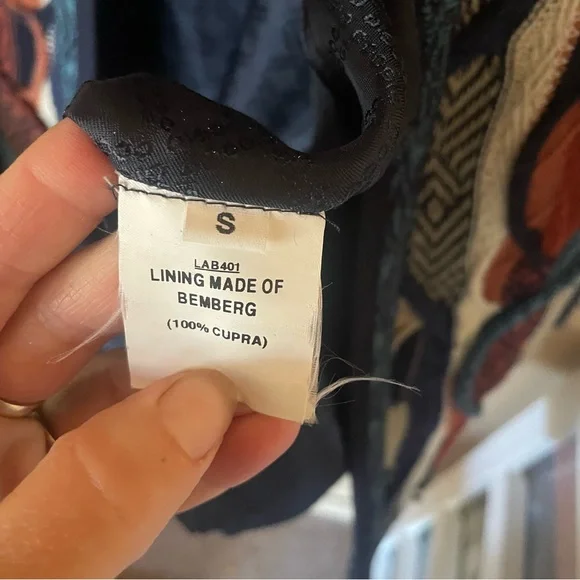 S
LAB401
LINING MADE OF
BEMBERG
(100% CUPRA)